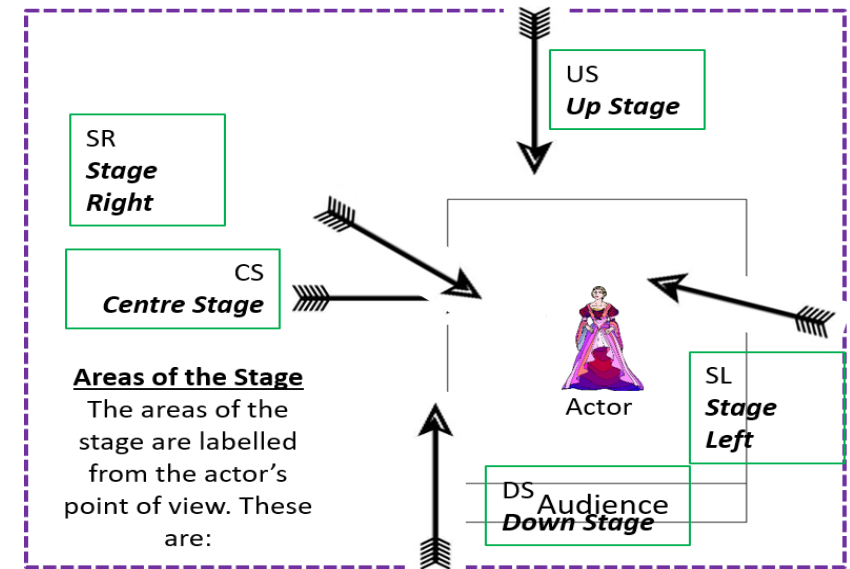 US
Up Stage
SR
Stage
Right
CS
Centre Stage
Areas of the Stage
The areas of the
stage are labelled
from the actor's
point of view. These
are:
Actor
SL
Stage
Left
DS
Down Stage
Audience